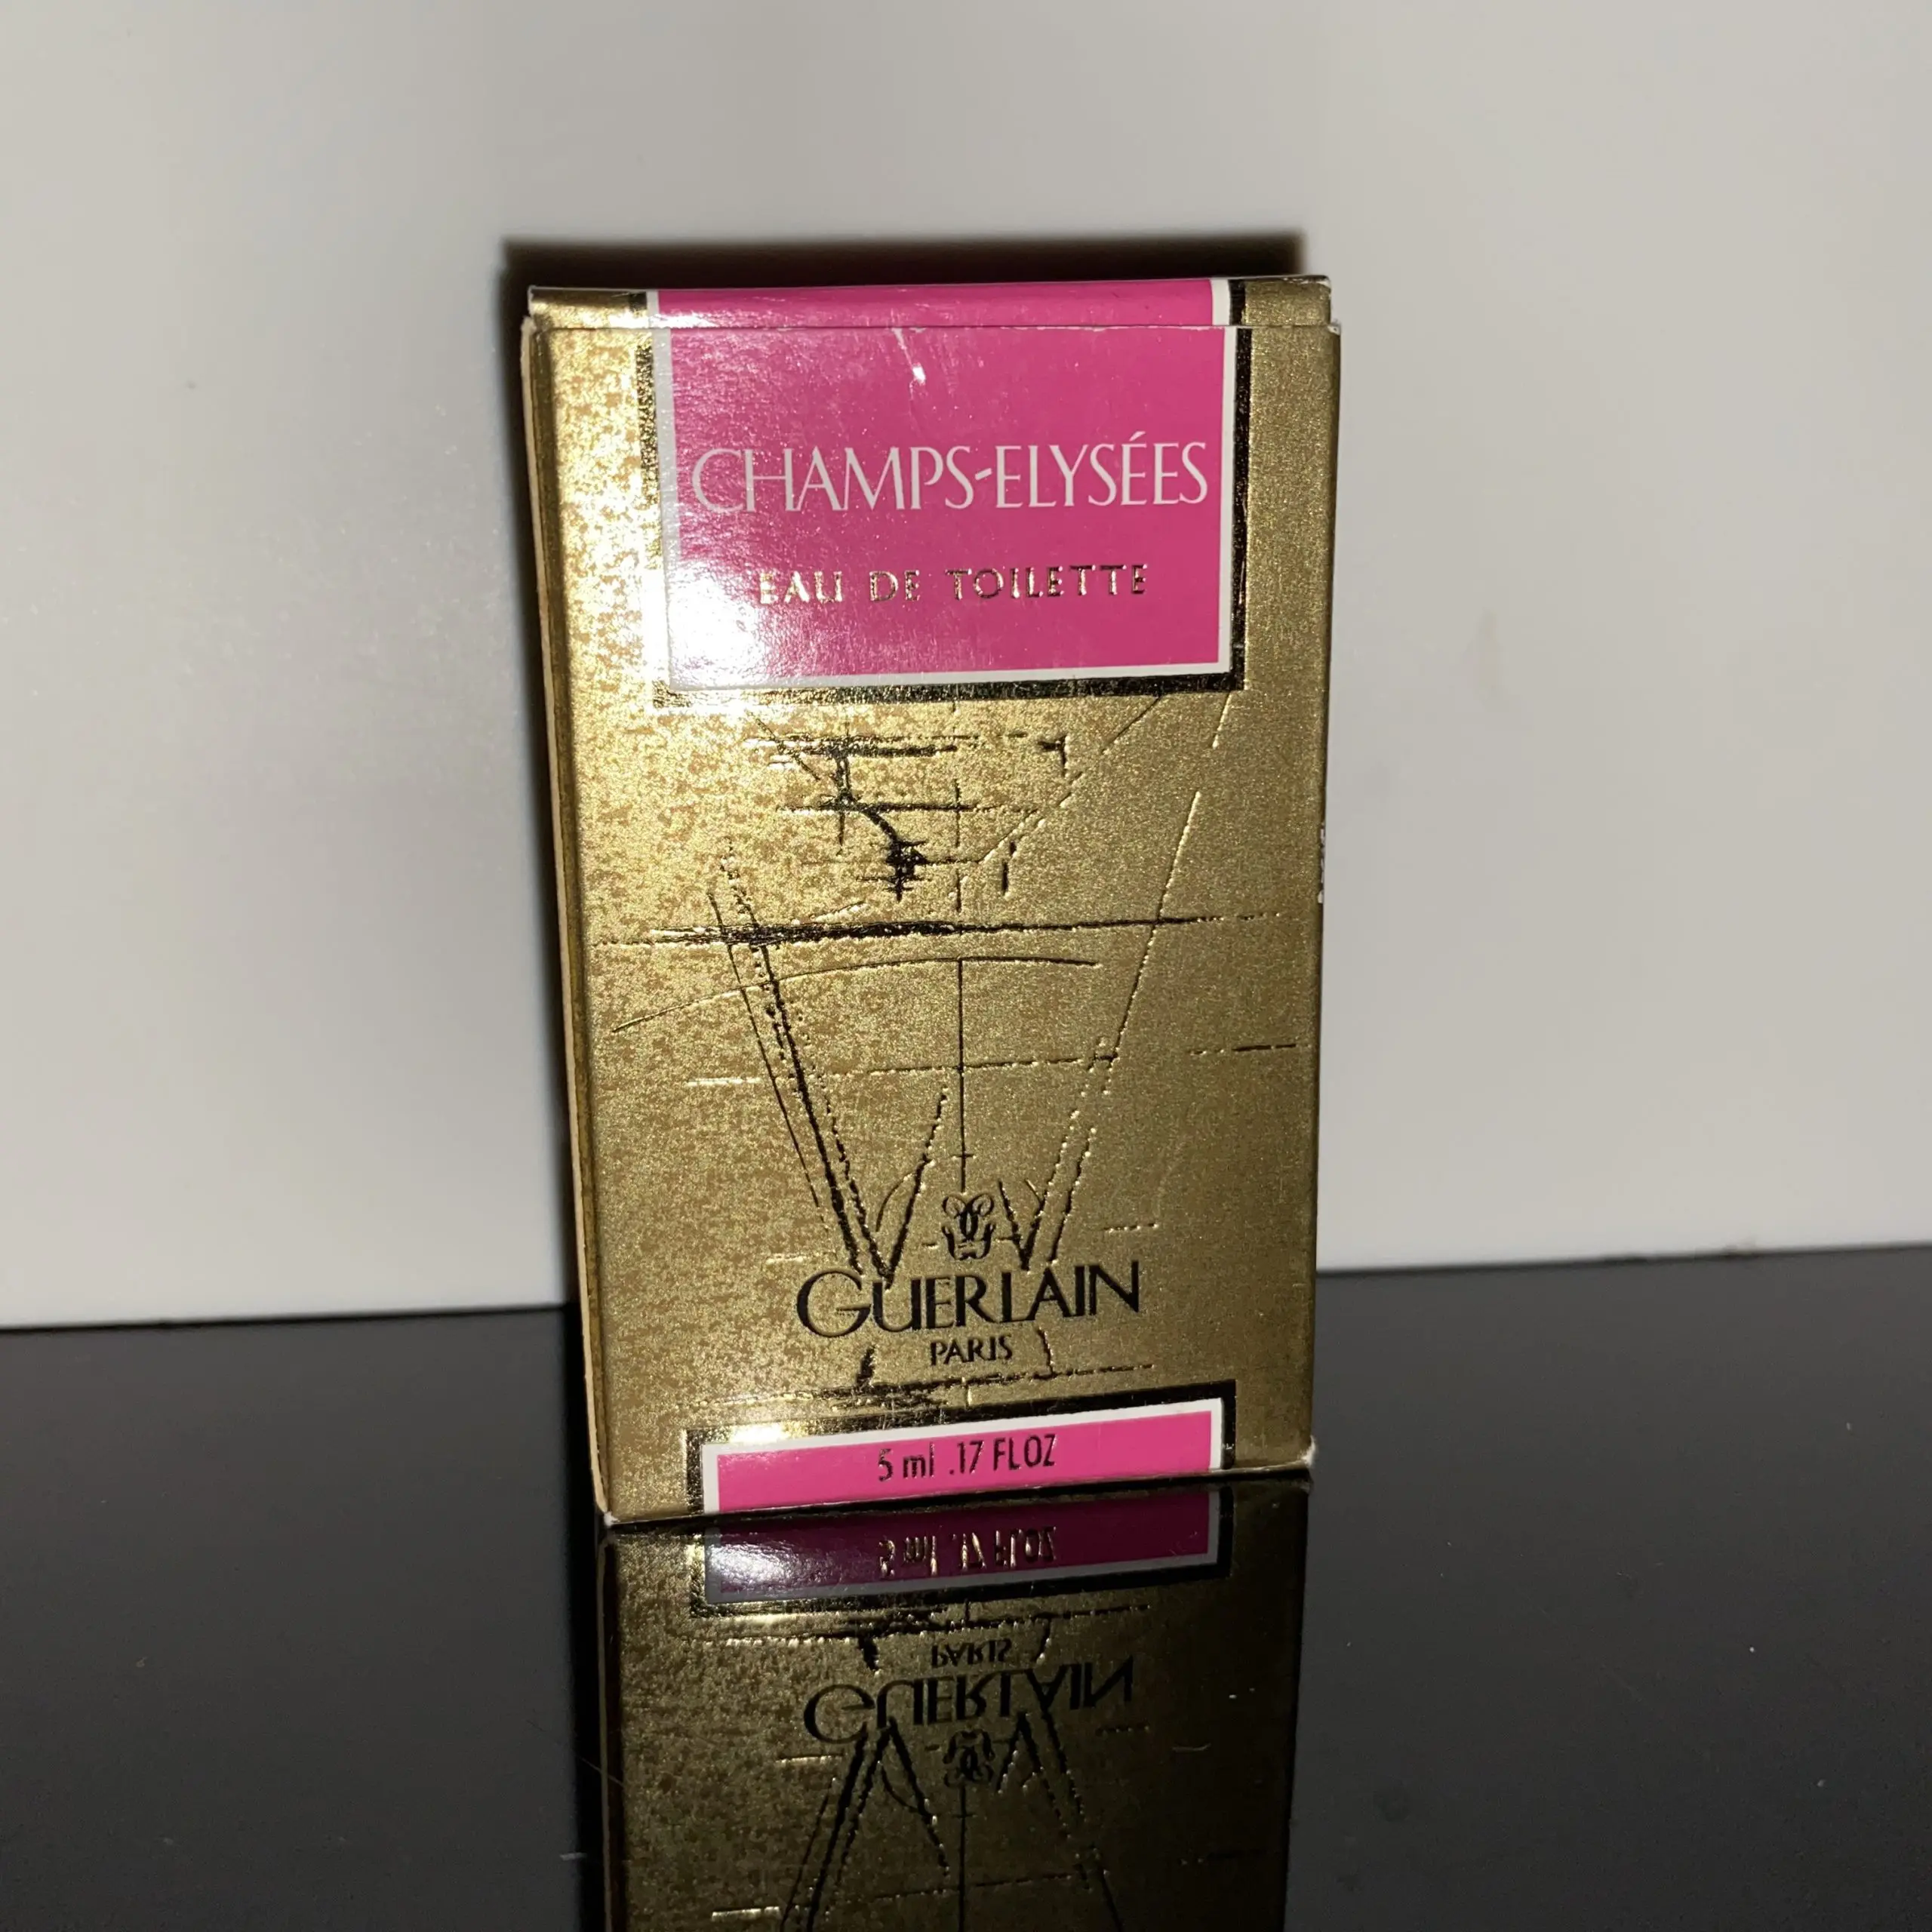 CHAMPS-ELYSÉES
EAU DE TOILETTE
GUERLAIN
PARIS
5 ml .17 FL OZ